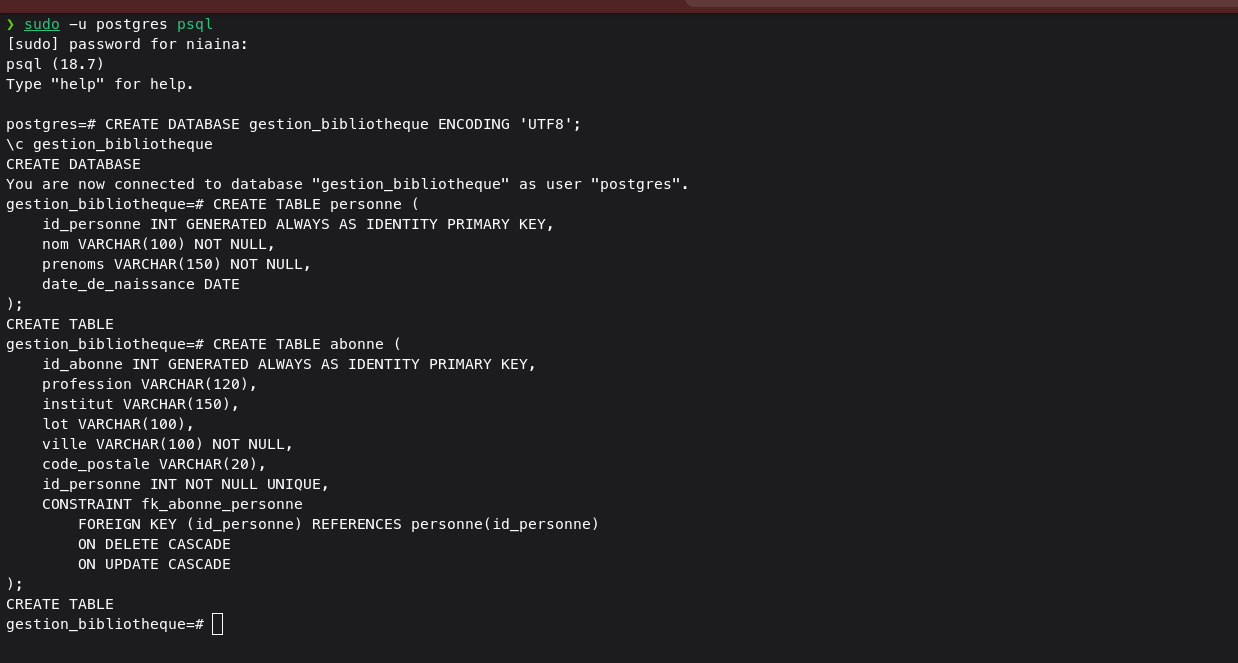 ❯ sudo -u postgres psql
[sudo] password for niaina:
psql (18.7)
Type "help" for help.

postgres=# CREATE DATABASE gestion_bibliotheque ENCODING 'UTF8';
\c gestion_bibliotheque
CREATE DATABASE
You are now connected to database "gestion_bibliotheque" as user "postgres".
gestion_bibliotheque=# CREATE TABLE personne (
    id_personne INT GENERATED ALWAYS AS IDENTITY PRIMARY KEY,
    nom VARCHAR(100) NOT NULL,
    prenoms VARCHAR(150) NOT NULL,
    date_de_naissance DATE
);
CREATE TABLE
gestion_bibliotheque=# CREATE TABLE abonne (
    id_abonne INT GENERATED ALWAYS AS IDENTITY PRIMARY KEY,
    profession VARCHAR(120),
    institut VARCHAR(150),
    lot VARCHAR(100),
    ville VARCHAR(100) NOT NULL,
    code_postale VARCHAR(20),
    id_personne INT NOT NULL UNIQUE,
    CONSTRAINT fk_abonne_personne
        FOREIGN KEY (id_personne) REFERENCES personne(id_personne)
        ON DELETE CASCADE
        ON UPDATE CASCADE
);
CREATE TABLE
gestion_bibliotheque=#